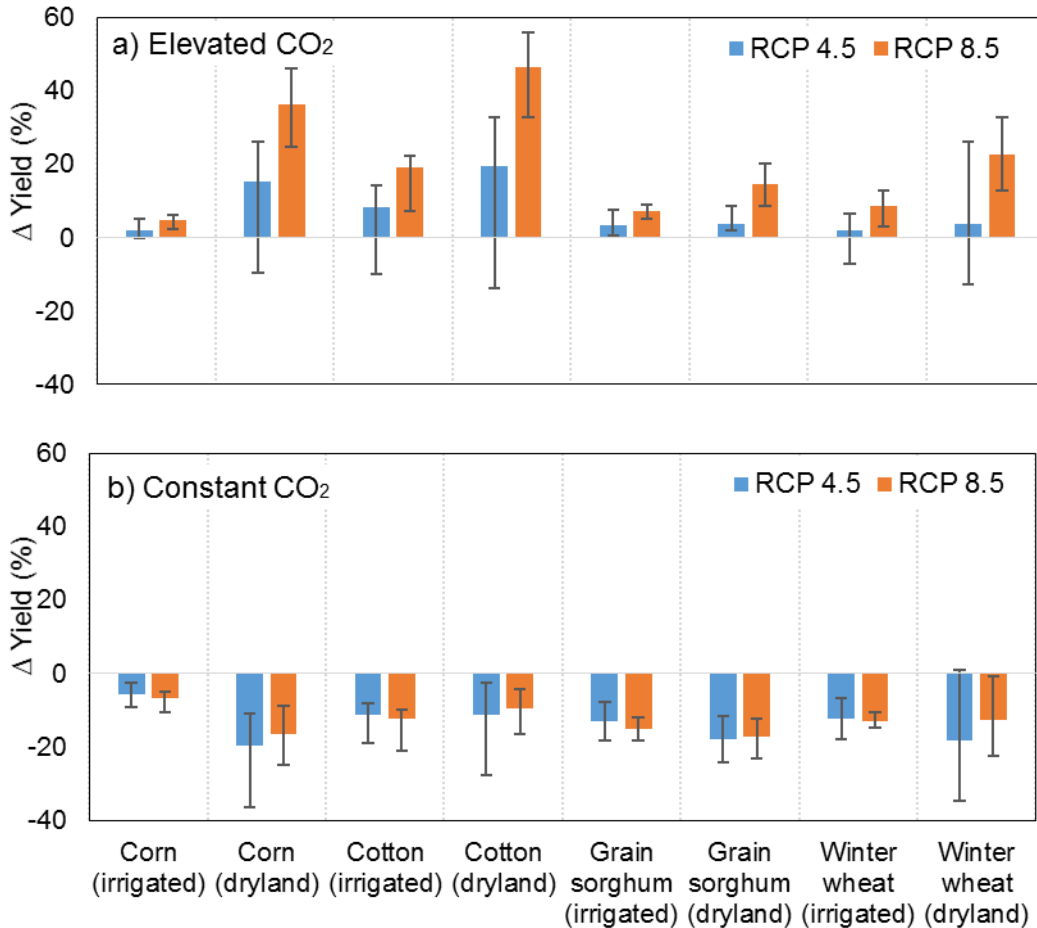 60
a) Elevated CO₂
RCP 4.5
RCP 8.5
40
20
0
-20
-40
Δ Yield (%)
60
b) Constant CO₂
RCP 4.5
RCP 8.5
40
20
0
-20
-40
Δ Yield (%)
Corn
(irrigated)
Corn
(dryland)
Cotton
(irrigated)
Cotton
(dryland)
Grain
sorghum
(irrigated)
Grain
sorghum
(dryland)
Winter
wheat
(irrigated)
Winter
wheat
(dryland)